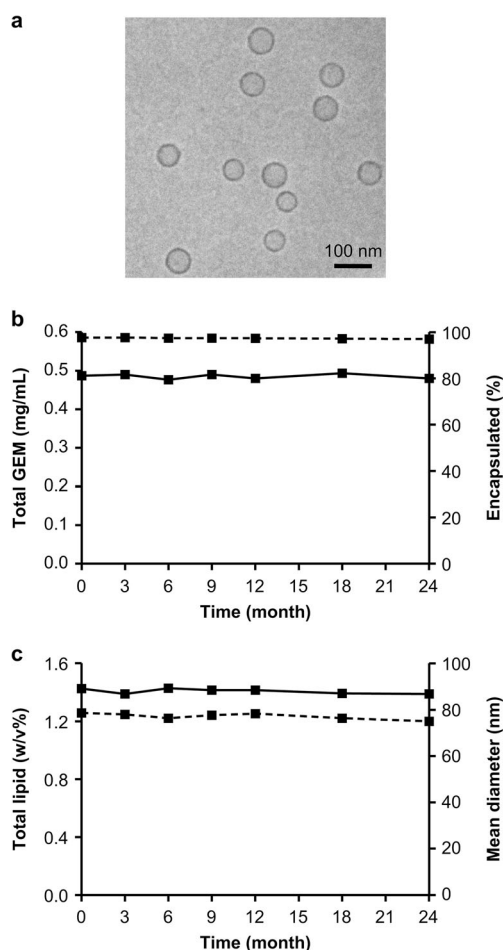 a
100 nm
b
Total GEM (mg/mL)
0.6
0.5
0.4
0.3
0.2
0.1
0.0
100
80
60
40
20
0
Encapsulated (%)
0 3 6 9 12 15 18 21 24
Time (month)
c
Total lipid (w/v%)
1.6
1.2
0.8
0.4
0.0
100
80
60
40
20
0
Mean diameter (nm)
0 3 6 9 12 15 18 21 24
Time (month)